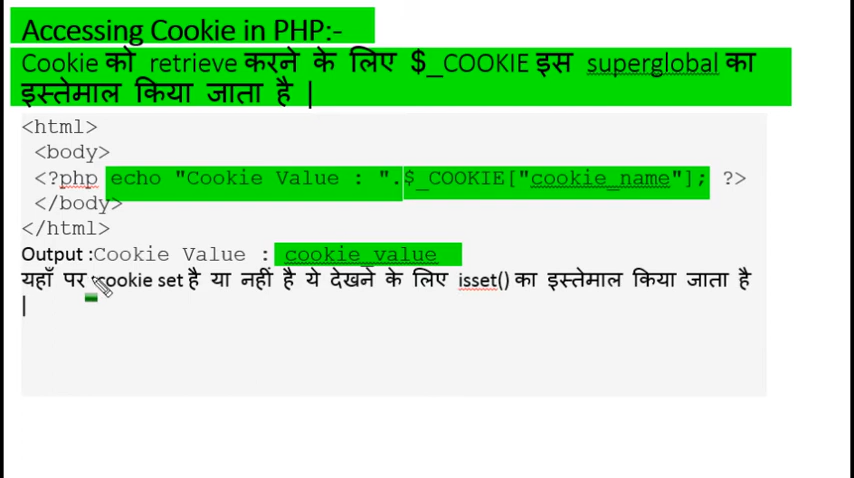 Accessing Cookie in PHP:-
Cookie को retrieve करने के लिए $_COOKIE इस superglobal का
इस्तेमाल किया जाता है |
<html>
<body>
<?php echo "Cookie Value : ".$_COOKIE["cookie_name"]; ?>
</body>
</html>
Output :Cookie Value : cookie_value
यहाँ पर cookie set है या नहीं है ये देखने के लिए isset() का इस्तेमाल किया जाता है
|